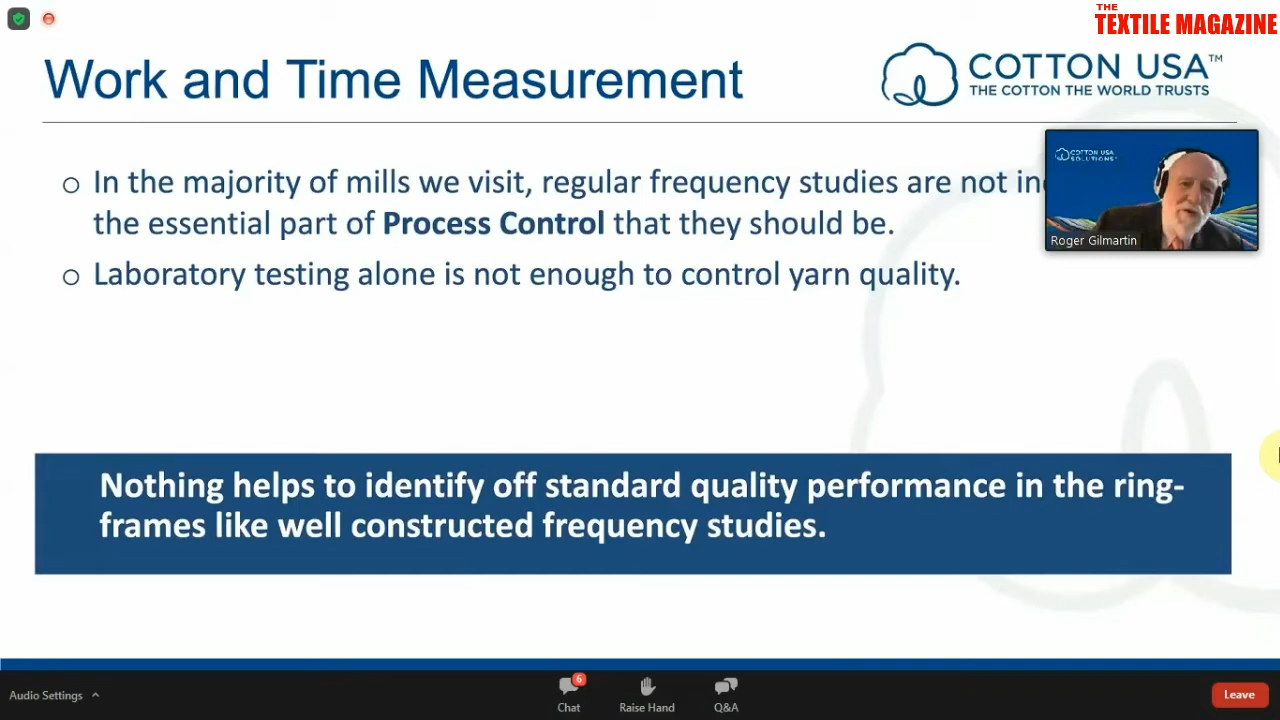 THE
TEXTILE MAGAZINE
Work and Time Measurement
COTTON USA™
THE COTTON THE WORLD TRUSTS
In the majority of mills we visit, regular frequency studies are not
the essential part of Process Control that they should be.
Laboratory testing alone is not enough to control yarn quality.
COTTON USA
SOLUTIONS
Roger Gilmartin
Nothing helps to identify off standard quality performance in the ring-
frames like well constructed frequency studies.
Audio Settings
6
Chat
Raise Hand
Q&A
Leave